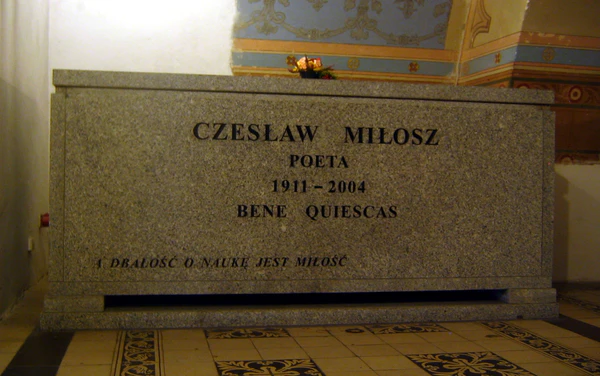 CZESŁAW MIŁOSZ
POETA
1911 – 2004
BENE QUIESCAS
A DBAŁOŚĆ O NAUKĘ JEST MIŁOŚĆ